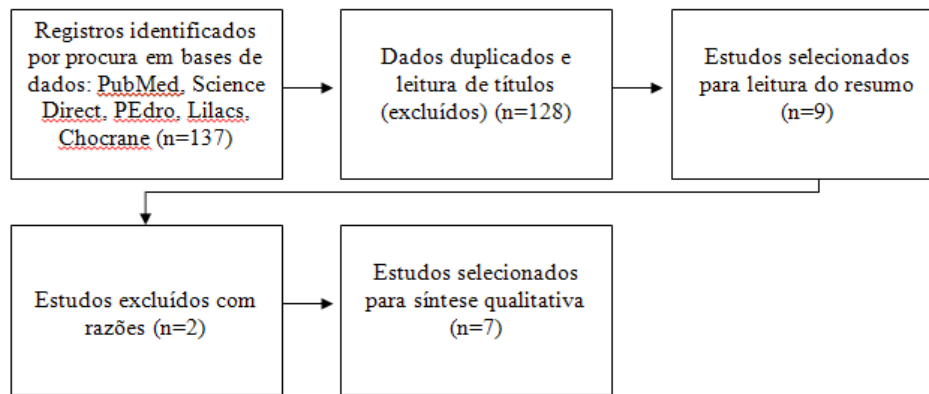 Registros identificados
por procura em bases de
dados: PubMed, Science
Direct, PEdro, Lilacs,
Chocrane (n=137)
Dados duplicados e
leitura de títulos
(excluídos) (n=128)
Estudos selecionados
para leitura do resumo
(n=9)
Estudos excluídos com
razões (n=2)
Estudos selecionados
para síntese qualitativa
(n=7)